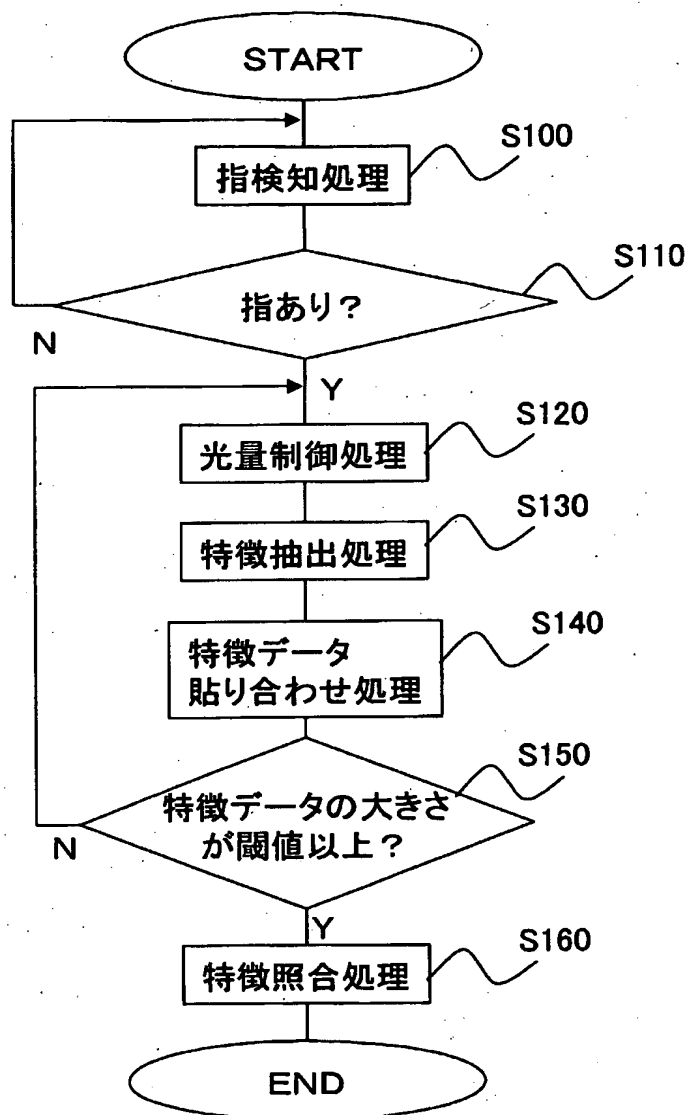 START
S100
指検知処理
S110
指あり?
N
Y
S120
光量制御処理
S130
特徴抽出処理
S140
特徴データ
貼り合わせ処理
S150
特徴データの大きさ
が閾値以上?
N
Y
S160
特徴照合処理
END